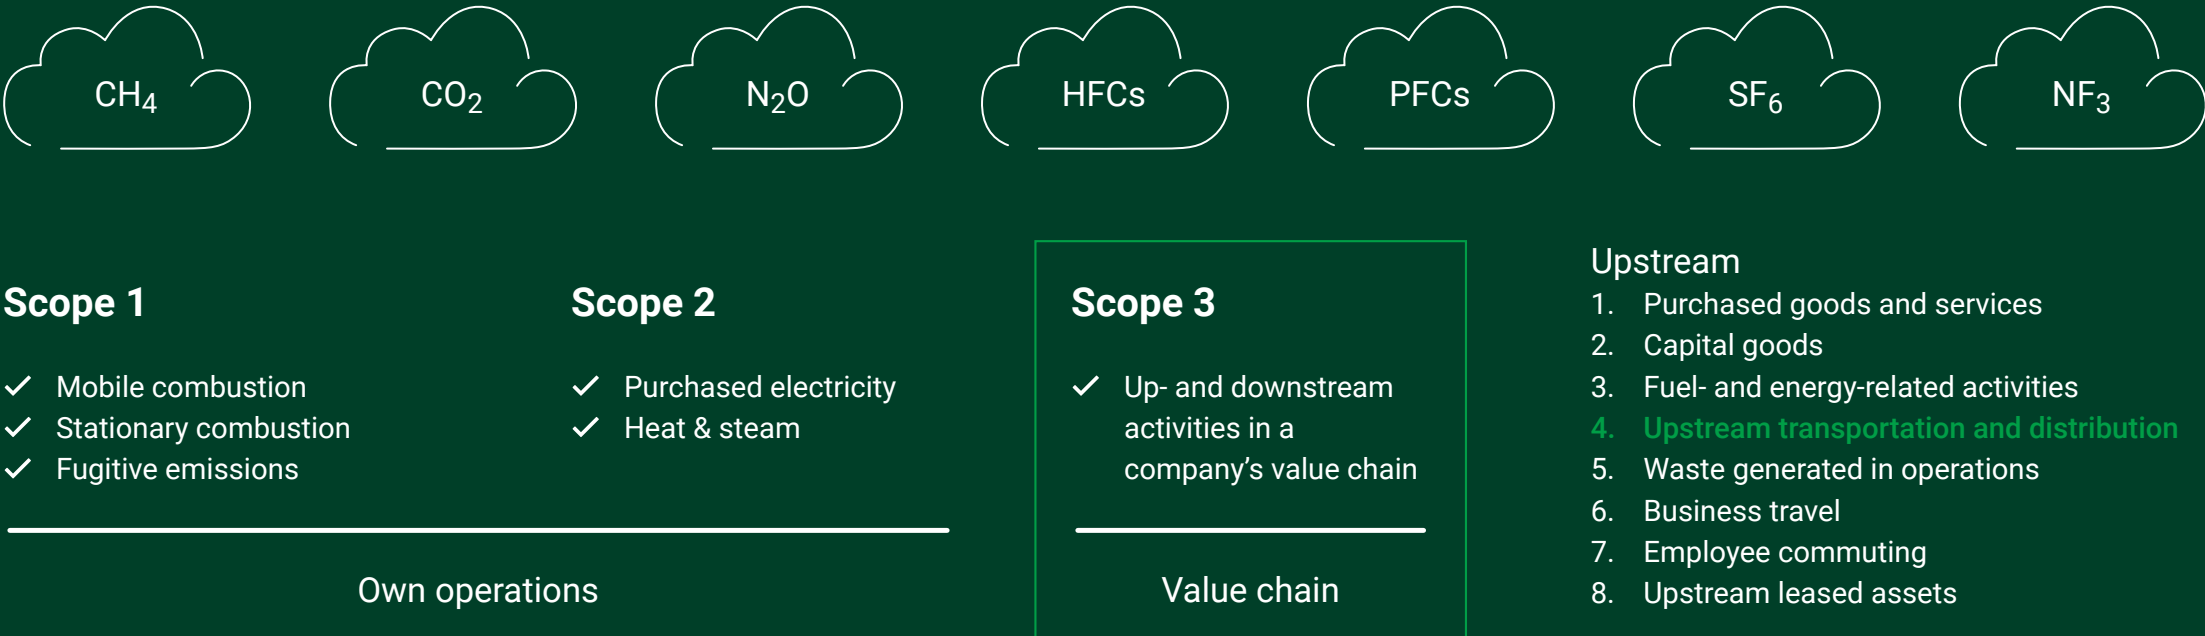 CH₄
CO₂
N₂O
HFCs
PFCs
SF₆
NF₃
Scope 1
✓ Mobile combustion
✓ Stationary combustion
✓ Fugitive emissions
Scope 2
✓ Purchased electricity
✓ Heat & steam
Own operations
Scope 3
✓ Up- and downstream
activities in a
company’s value chain
Value chain
Upstream
1. Purchased goods and services
2. Capital goods
3. Fuel- and energy-related activities
4. Upstream transportation and distribution
5. Waste generated in operations
6. Business travel
7. Employee commuting
8. Upstream leased assets